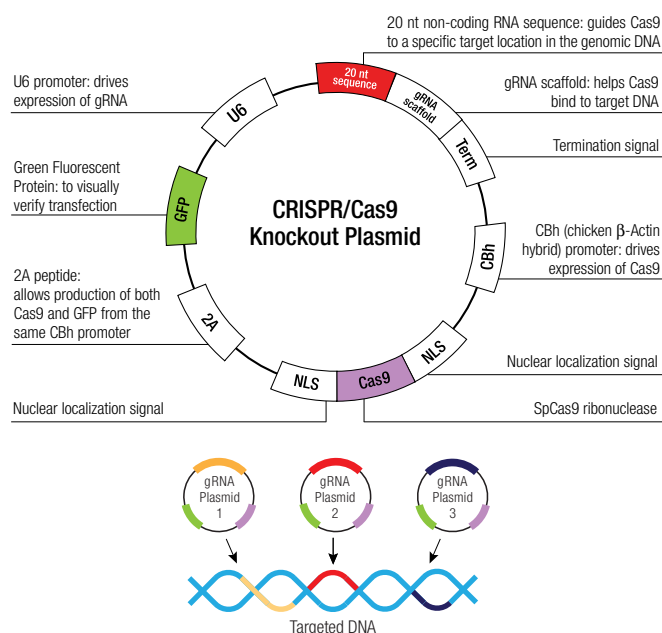 20 nt non-coding RNA sequence: guides Cas9
to a specific target location in the genomic DNA
U6 promoter: drives
expression of gRNA
20 nt
sequence
gRNA
scaffold
gRNA scaffold: helps Cas9
bind to target DNA
U6
Term
Termination signal
Green Fluorescent
Protein: to visually
verify transfection
GFP
CRISPR/Cas9
Knockout Plasmid
CBh
CBh (chicken β-Actin
hybrid) promoter: drives
expression of Cas9
2A peptide:
allows production of both
Cas9 and GFP from the
same CBh promoter
2A
NLS
Cas9
NLS
Nuclear localization signal
Nuclear localization signal
SpCas9 ribonuclease
gRNA
Plasmid
1
gRNA
Plasmid
2
gRNA
Plasmid
3
Targeted DNA